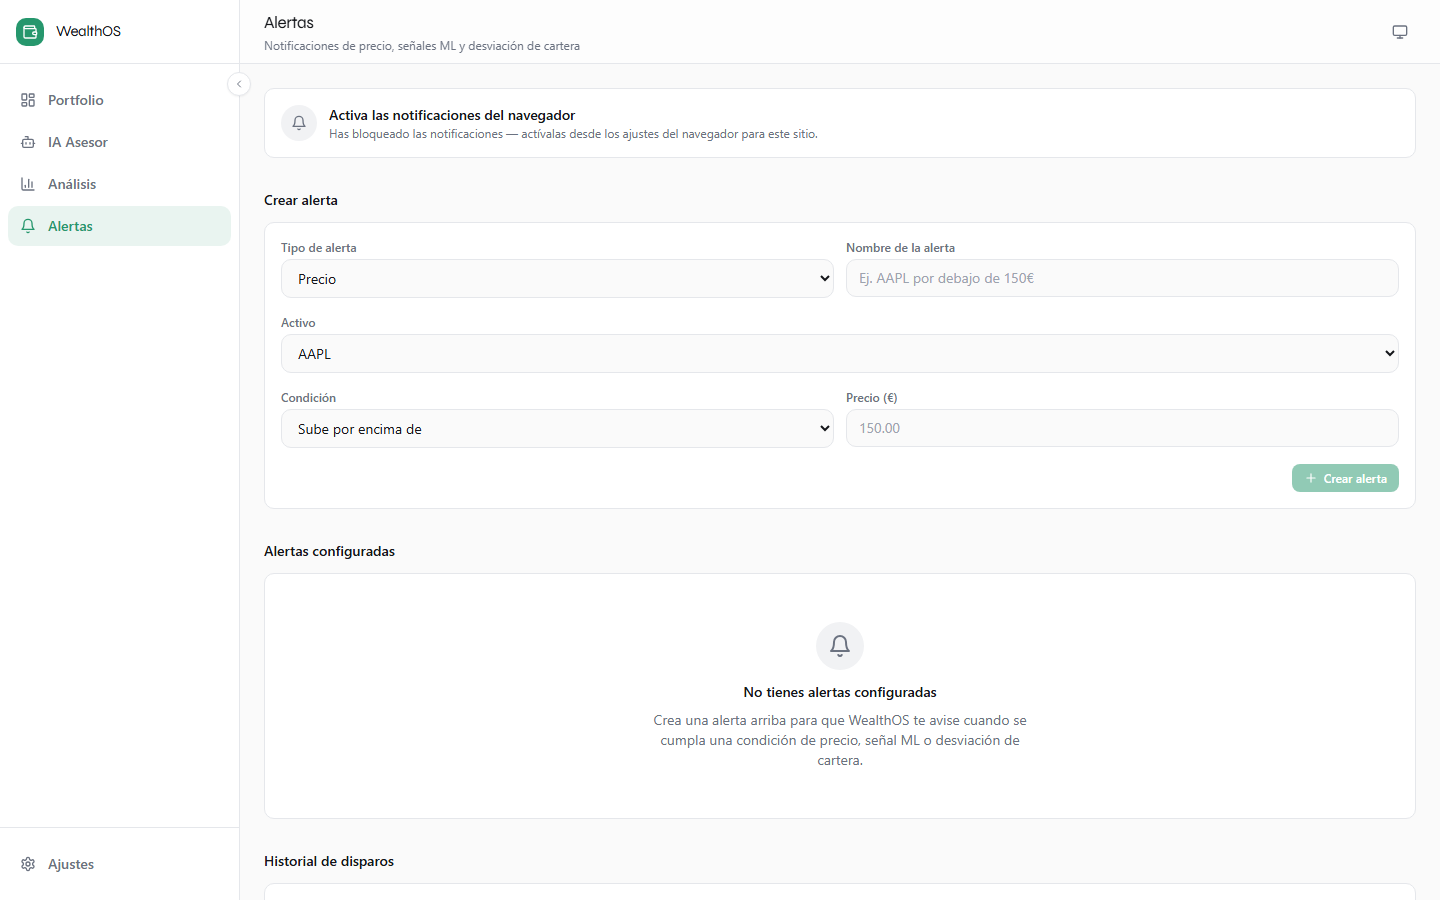 WealthOS
Portfolio
IA Asesor
Análisis
Alertas
Ajustes
Alertas
Notificaciones de precio, señales ML y desviación de cartera
Activa las notificaciones del navegador
Has bloqueado las notificaciones — actívalas desde los ajustes del navegador para este sitio.
Crear alerta
Tipo de alerta
Precio
Nombre de la alerta
Ej. AAPL por debajo de 150€
Activo
AAPL
Condición
Sube por encima de
Precio (€)
150.00
Crear alerta
Alertas configuradas
No tienes alertas configuradas
Crea una alerta arriba para que WealthOS te avise cuando se
cumpla una condición de precio, señal ML o desviación de
cartera.
Historial de disparos